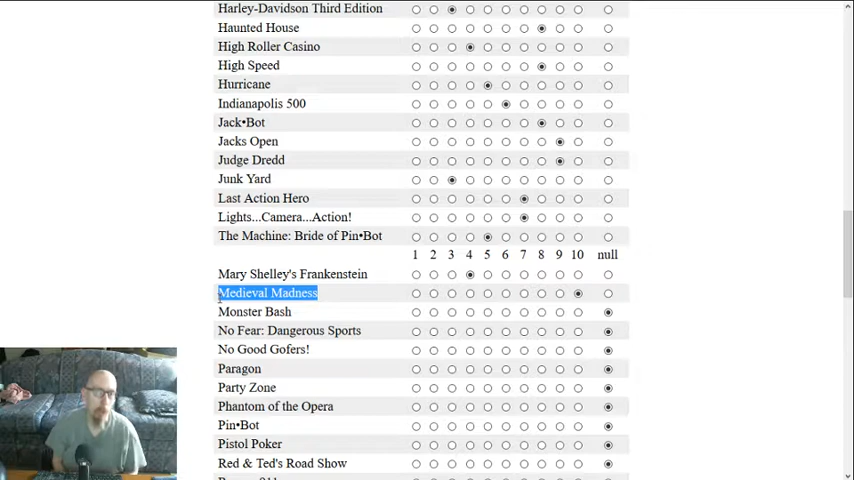 Harley-Davidson Third Edition
Haunted House
High Roller Casino
High Speed
Hurricane
Indianapolis 500
Jack•Bot
Jacks Open
Judge Dredd
Junk Yard
Last Action Hero
Lights...Camera...Action!
The Machine: Bride of Pin•Bot
1 2 3 4 5 6 7 8 9 10 null
Mary Shelley's Frankenstein
Medieval Madness
Monster Bash
No Fear: Dangerous Sports
No Good Gofers!
Paragon
Party Zone
Phantom of the Opera
Pin•Bot
Pistol Poker
Red & Ted's Road Show